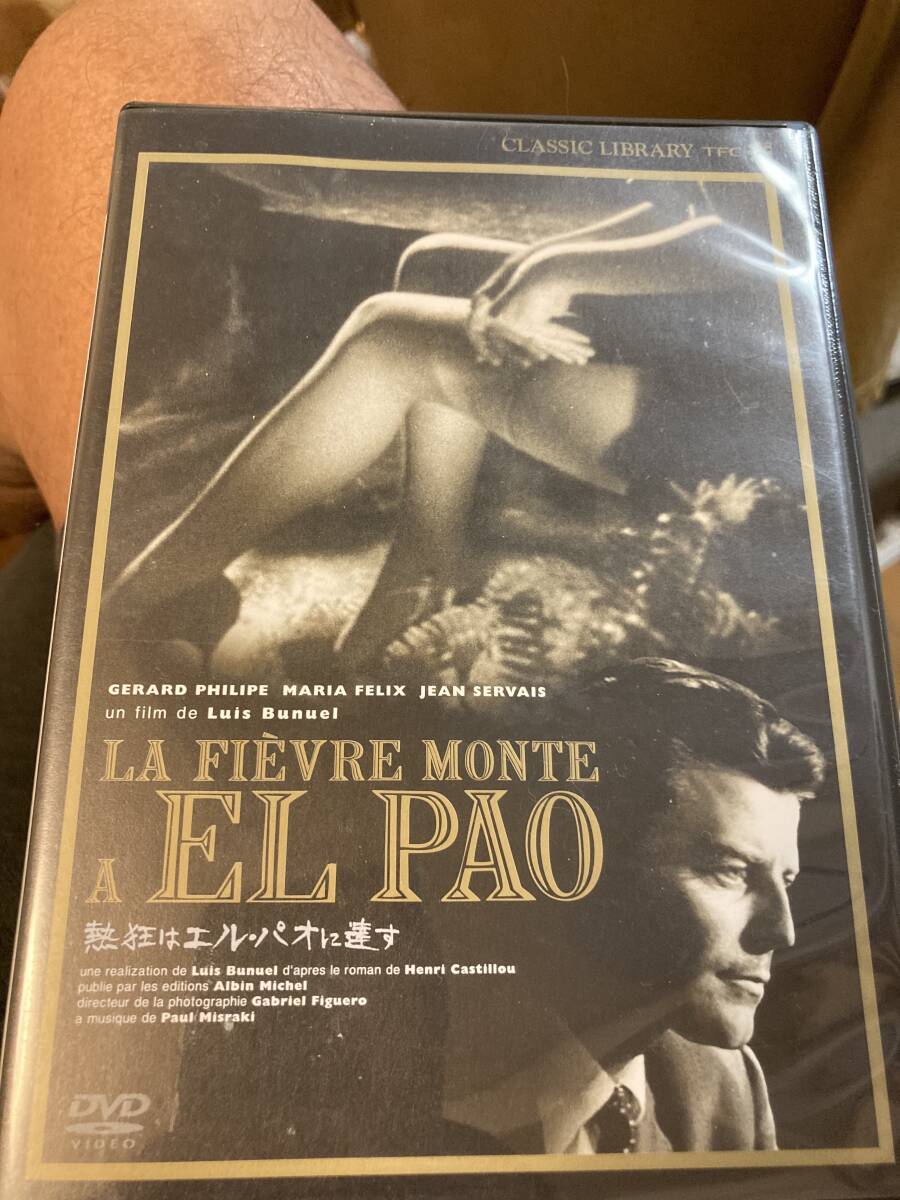 CLASSIC LIBRARY
GERARD PHILIPE MARIA FELIX JEAN SERVAIS
un film de Luis Bunuel
LA FIÈVRE MONTE
A EL PAO
熱狂はエル・パオに達す
une realization de Luis Bunuel d'apres le roman de Henri Castillou
publie par les editions Albin Michel
directeur de la photographie Gabriel Figuero
a musique de Paul Misraki
DVD
VIDEO